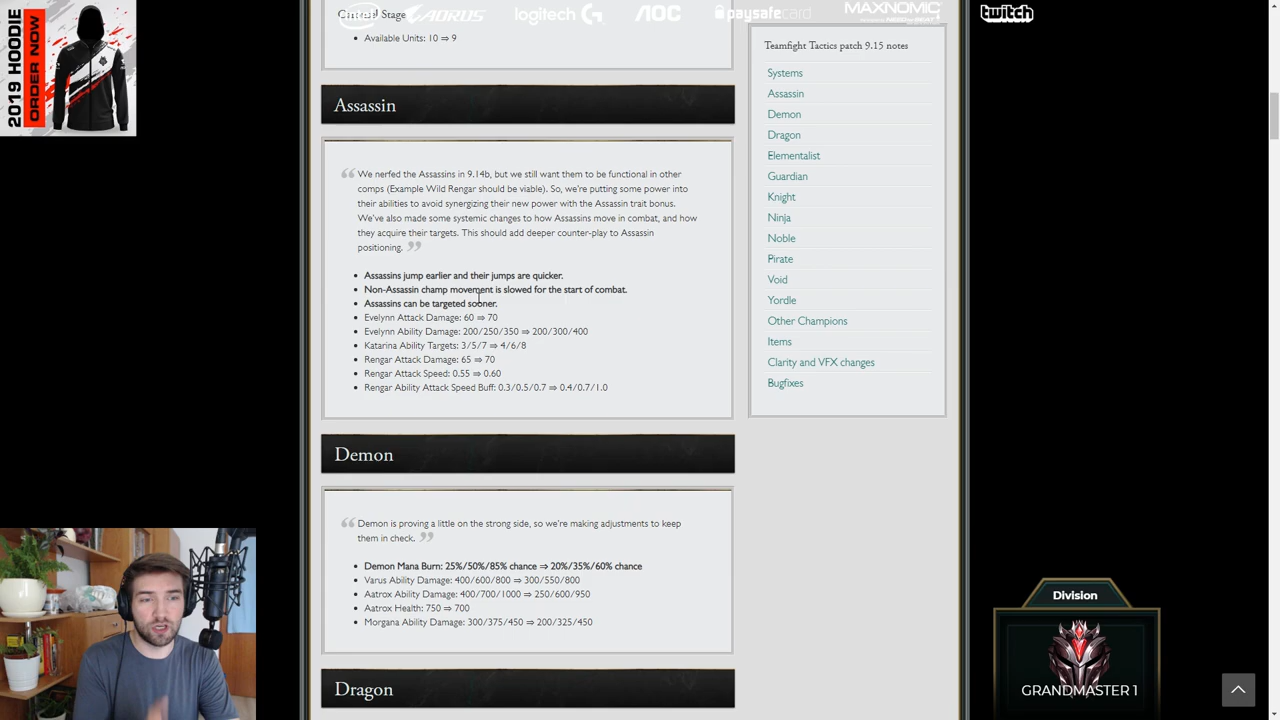 2019 HOODIE
ORDER NOW
intel
AORUS
logitech G
AOC
paysafecard
MAXNOMIC
twitch
Stage
Available Units: 10 ⇒ 9
Assassin
We nerfed the Assassins in 9.14b, but we still want them to be functional in other
comps (Example Wild Rengar should be viable). So, we're putting some power into
their abilities to avoid synergizing their new power with the Assassin trait bonus.
We've also made some systemic changes to how Assassins move in combat, and how
they acquire their targets. This should add deeper counter-play to Assassin
positioning.
Assassins jump earlier and their jumps are quicker.
Non-Assassin champ movement is slowed for the start of combat.
Assassins can be targeted sooner.
Evelynn Attack Damage: 60 ⇒ 70
Evelynn Ability Damage: 200/250/350 ⇒ 200/300/400
Katarina Ability Targets: 3/5/7 ⇒ 4/6/8
Rengar Attack Damage: 65 ⇒ 70
Rengar Attack Speed: 0.55 ⇒ 0.60
Rengar Ability Attack Speed Buff: 0.3/0.5/0.7 ⇒ 0.4/0.7/1.0
Demon
Demon is proving a little on the strong side, so we're making adjustments to keep
them in check.
Demon Mana Burn: 25%/50%/85% chance ⇒ 20%/35%/60% chance
Varus Ability Damage: 400/600/800 ⇒ 300/550/800
Aatrox Ability Damage: 400/700/1000 ⇒ 250/600/950
Aatrox Health: 750 ⇒ 700
Morgana Ability Damage: 300/375/450 ⇒ 200/325/450
Dragon
Teamfight Tactics patch 9.15 notes
Systems
Assassin
Demon
Dragon
Elementalist
Guardian
Knight
Ninja
Noble
Pirate
Void
Yordle
Other Champions
Items
Clarity and VFX changes
Bugfixes
Division
GRANDMASTER 1